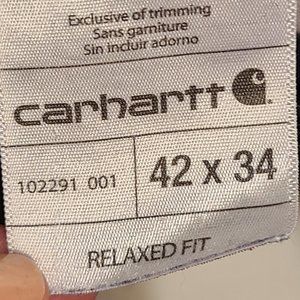 Exclusive of trimming
Sans garniture
Sin incluir adorno
carhartt
102291 001
42 x 34
RELAXED FIT